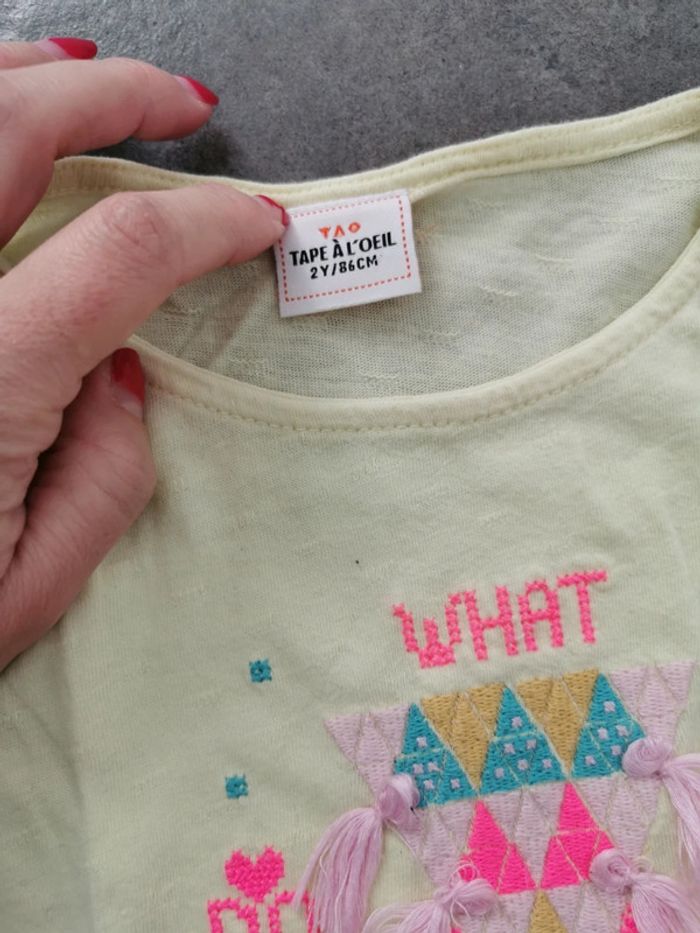 TAO
TAPE À L'OEIL
2Y/86CM
WHAT